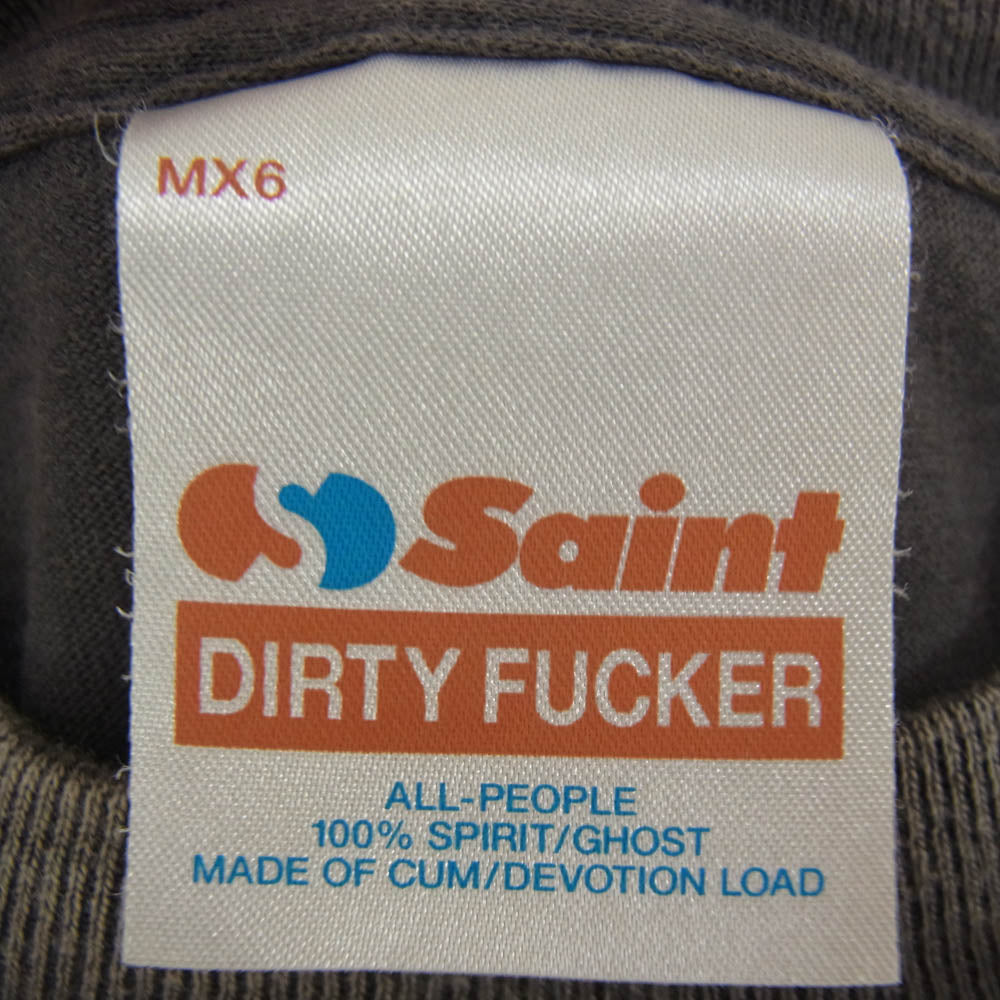 MX6
Saint
DIRTY FUCKER
ALL-PEOPLE
100% SPIRIT/GHOST
MADE OF CUM/DEVOTION LOAD